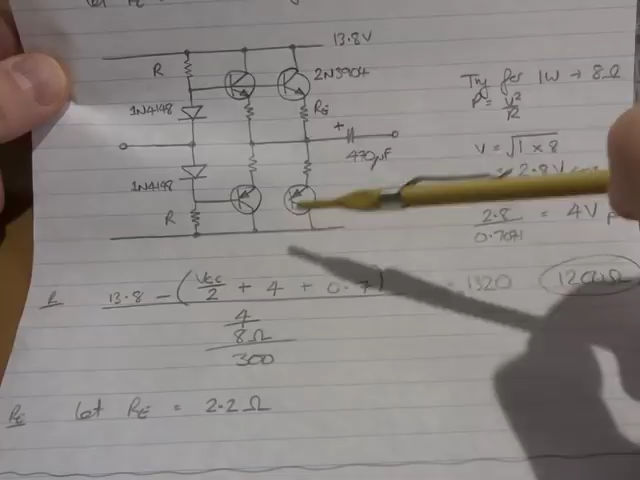 let
13.8V
R
2N3904
1N4148
RE
+
470µF
1N4148
R
Try for 1W → 8Ω
P = V²/R
V = √1 x 8
= 2.8V
2.8 / 0.7071 = 4V p
R 13.8 - (Vcc/2 + 4 + 0.7) = 1320 1200Ω
4
8Ω
300
RE let RE = 2.2Ω